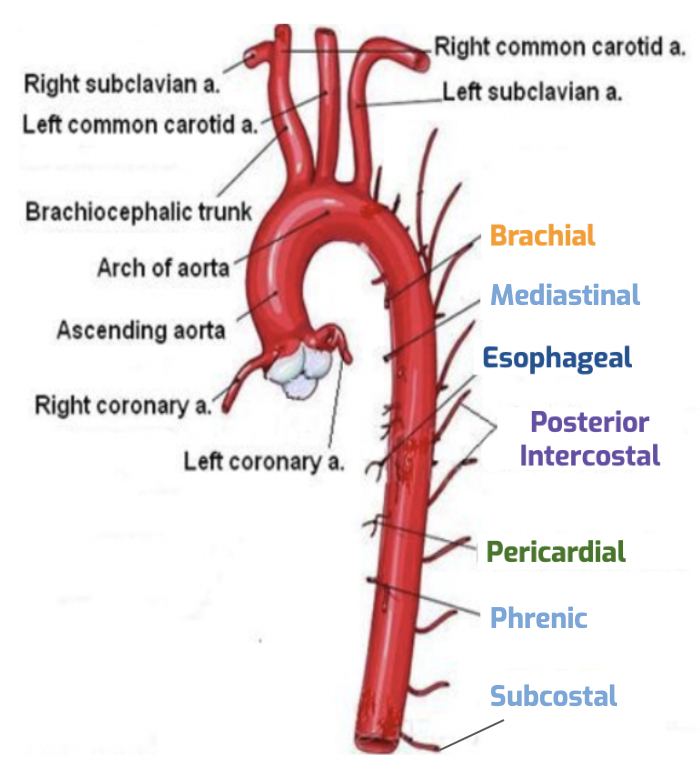 Right common carotid a.
Right subclavian a.
Left subclavian a.
Left common carotid a.
Brachiocephalic trunk
Brachial
Arch of aorta
Mediastinal
Ascending aorta
Esophageal
Right coronary a.
Posterior
Intercostal
Left coronary a.
Pericardial
Phrenic
Subcostal